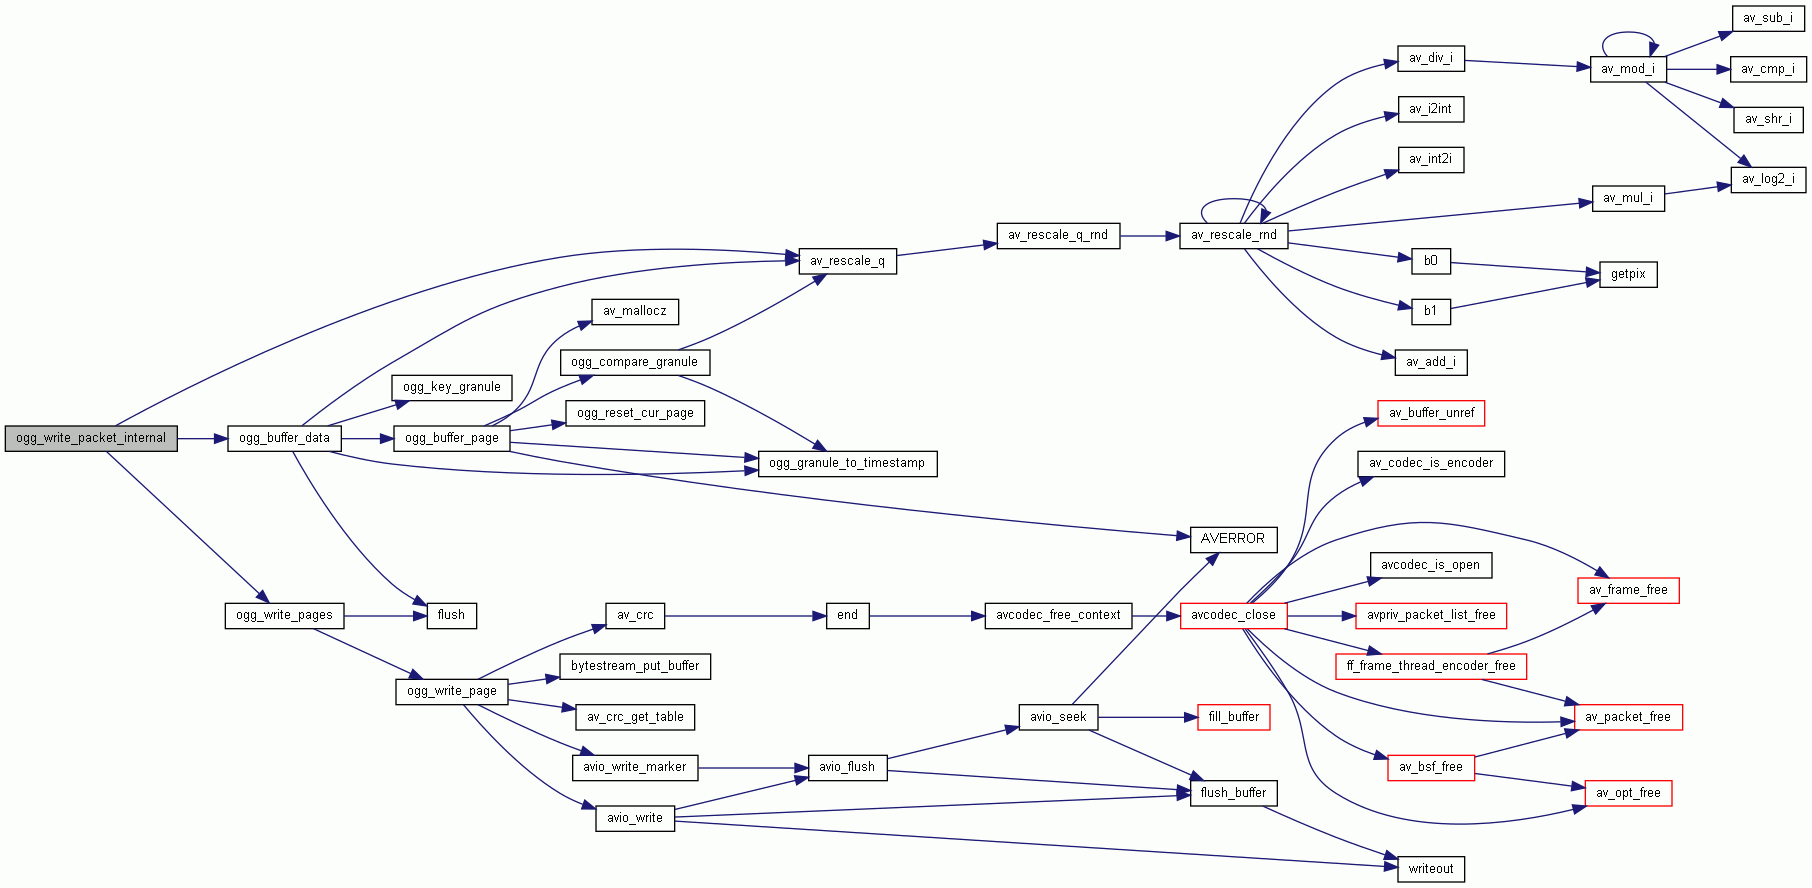 av_sub_i
av_div_i
av_mod_i
av_cmp_i
av_i2int
av_shr_i
av_int2i
av_log2_i
av_mul_i
av_rescale_q_rnd
av_rescale_rnd
av_rescale_q
b0
getpix
av_mallocz
b1
ogg_compare_granule
av_add_i
ogg_key_granule
ogg_reset_cur_page
av_buffer_unref
ogg_write_packet_internal
ogg_buffer_data
ogg_buffer_page
ogg_granule_to_timestamp
av_codec_is_encoder
AVERROR
avcodec_is_open
av_frame_free
ogg_write_pages
flush
av_crc
end
avcodec_free_context
avcodec_close
avpriv_packet_list_free
bytestream_put_buffer
ff_frame_thread_encoder_free
ogg_write_page
av_crc_get_table
avio_seek
fill_buffer
av_packet_free
avio_write_marker
avio_flush
av_bsf_free
flush_buffer
av_opt_free
avio_write
writeout